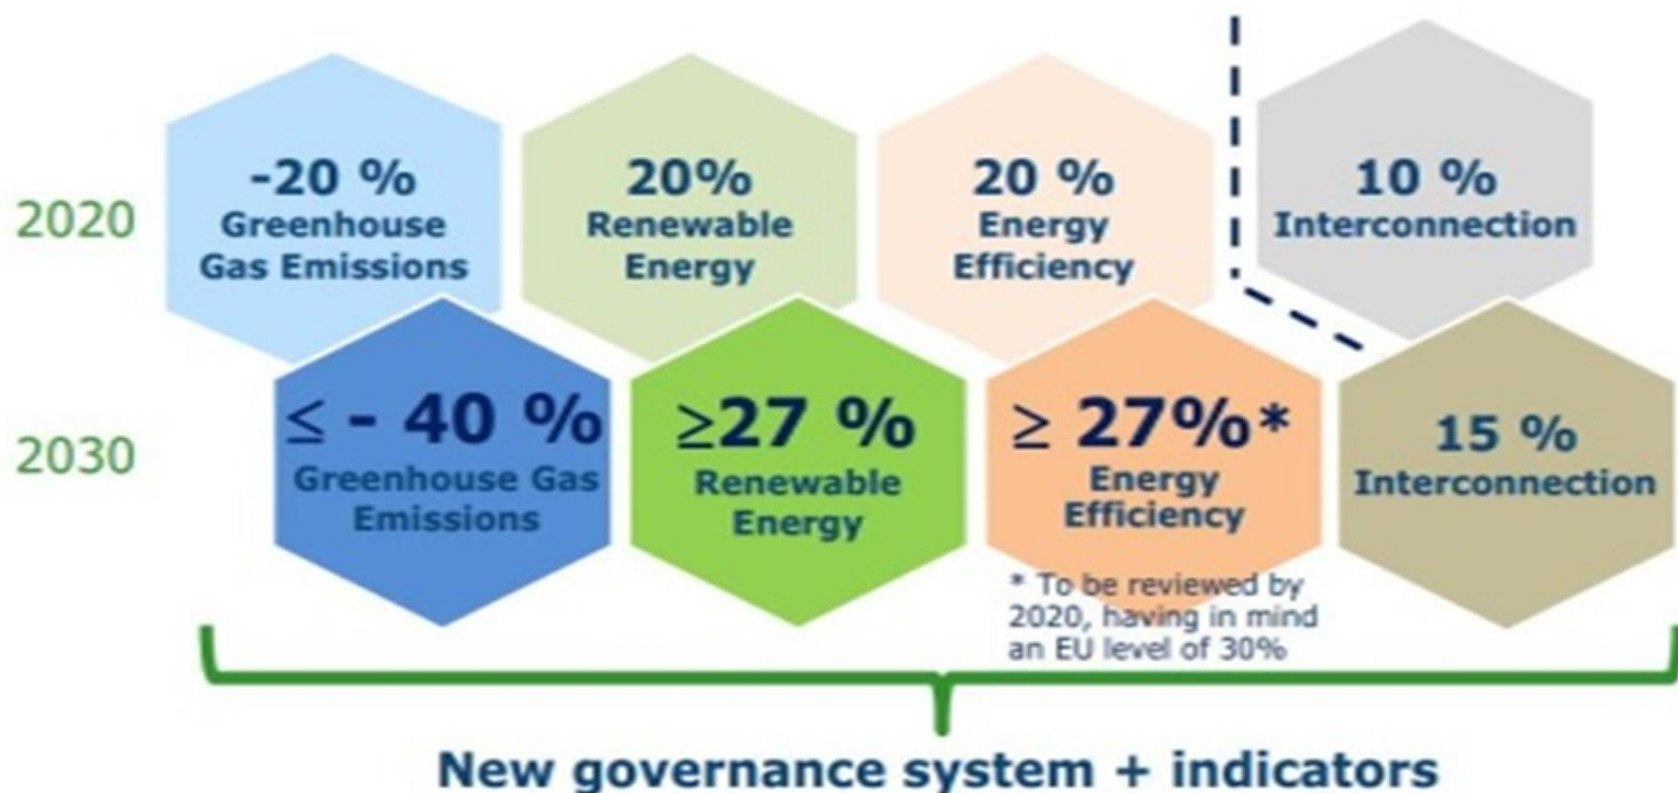 2020
-20 %
Greenhouse
Gas Emissions
20%
Renewable
Energy
20 %
Energy
Efficiency
10 %
Interconnection
2030
≤ - 40 %
Greenhouse Gas
Emissions
≥27 %
Renewable
Energy
≥ 27%*
Energy
Efficiency
* To be reviewed by
2020, having in mind
an EU level of 30%
15 %
Interconnection
New governance system + indicators